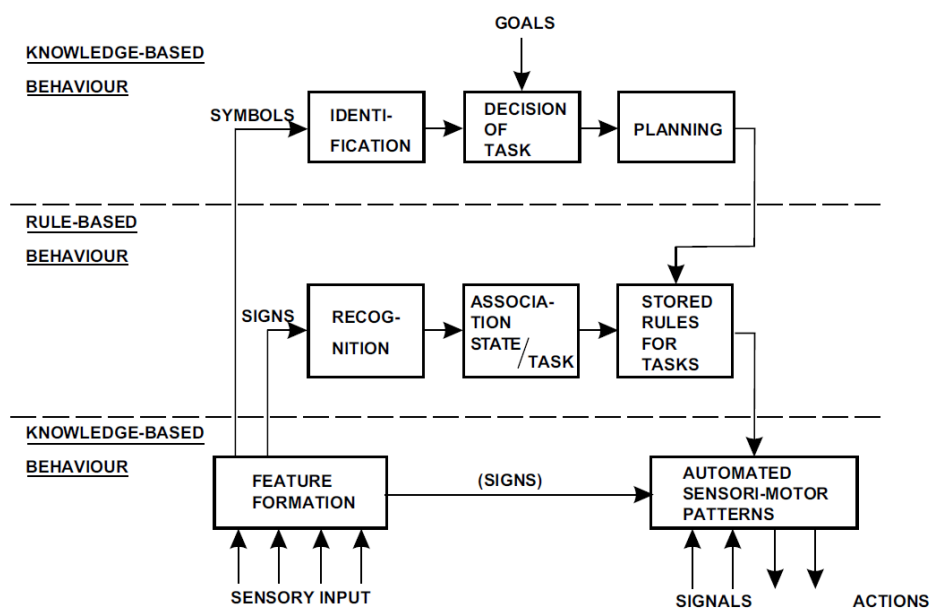 GOALS
KNOWLEDGE-BASED
BEHAVIOUR
SYMBOLS
IDENTI-
FICATION
DECISION
OF
TASK
PLANNING
RULE-BASED
BEHAVIOUR
SIGNS
RECOG-
NITION
ASSOCIA-
TION
STATE/
TASK
STORED
RULES
FOR
TASKS
KNOWLEDGE-BASED
BEHAVIOUR
FEATURE
FORMATION
(SIGNS)
AUTOMATED
SENSORI-MOTOR
PATTERNS
SENSORY INPUT
SIGNALS
ACTIONS